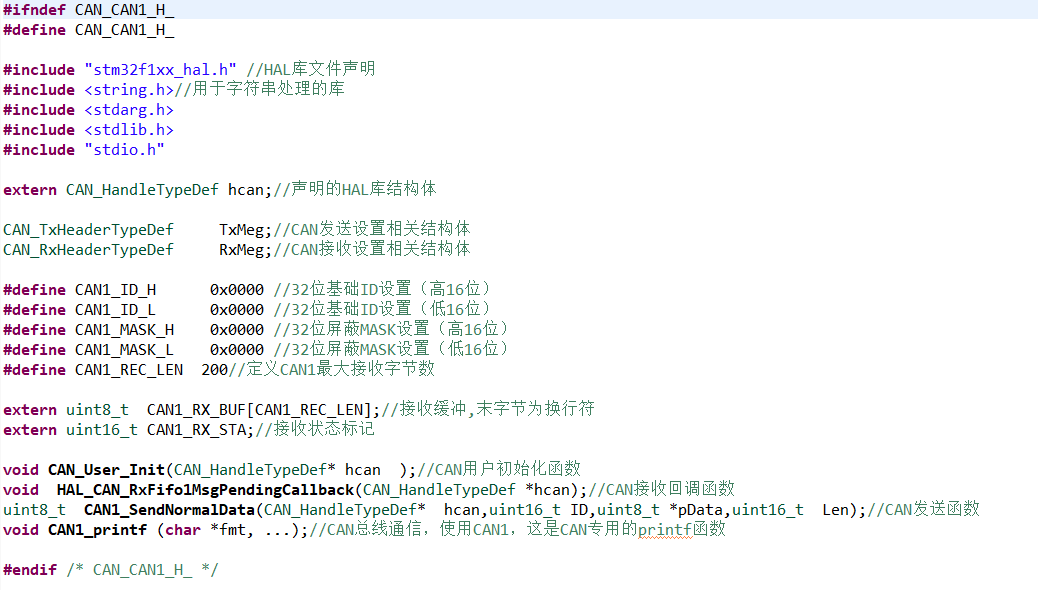 #ifndef CAN_CAN1_H_
#define CAN_CAN1_H_
#include "stm32f1xx_hal.h" //HAL库文件声明
#include <string.h>//用于字符串处理的库
#include <stdarg.h>
#include <stdlib.h>
#include "stdio.h"
extern CAN_HandleTypeDef hcan;//声明的HAL库结构体
CAN_TxHeaderTypeDef     TxMeg;//CAN发送设置相关结构体
CAN_RxHeaderTypeDef     RxMeg;//CAN接收设置相关结构体
#define CAN1_ID_H      0x0000 //32位基础ID设置（高16位）
#define CAN1_ID_L      0x0000 //32位基础ID设置（低16位）
#define CAN1_MASK_H    0x0000 //32位屏蔽MASK设置（高16位）
#define CAN1_MASK_L    0x0000 //32位屏蔽MASK设置（低16位）
#define CAN1_REC_LEN  200//定义CAN1最大接收字节数
extern uint8_t  CAN1_RX_BUF[CAN1_REC_LEN];//接收缓冲,末字节为换行符
extern uint16_t CAN1_RX_STA;//接收状态标记
void CAN_User_Init(CAN_HandleTypeDef* hcan  );//CAN用户初始化函数
void  HAL_CAN_RxFifo1MsgPendingCallback(CAN_HandleTypeDef *hcan);//CAN接收回调函数
uint8_t  CAN1_SendNormalData(CAN_HandleTypeDef*  hcan,uint16_t ID,uint8_t *pData,uint16_t  Len);//CAN发送函数
void CAN1_printf (char *fmt, ...);//CAN总线通信，使用CAN1，这是CAN专用的printf函数
#endif /* CAN_CAN1_H_ */